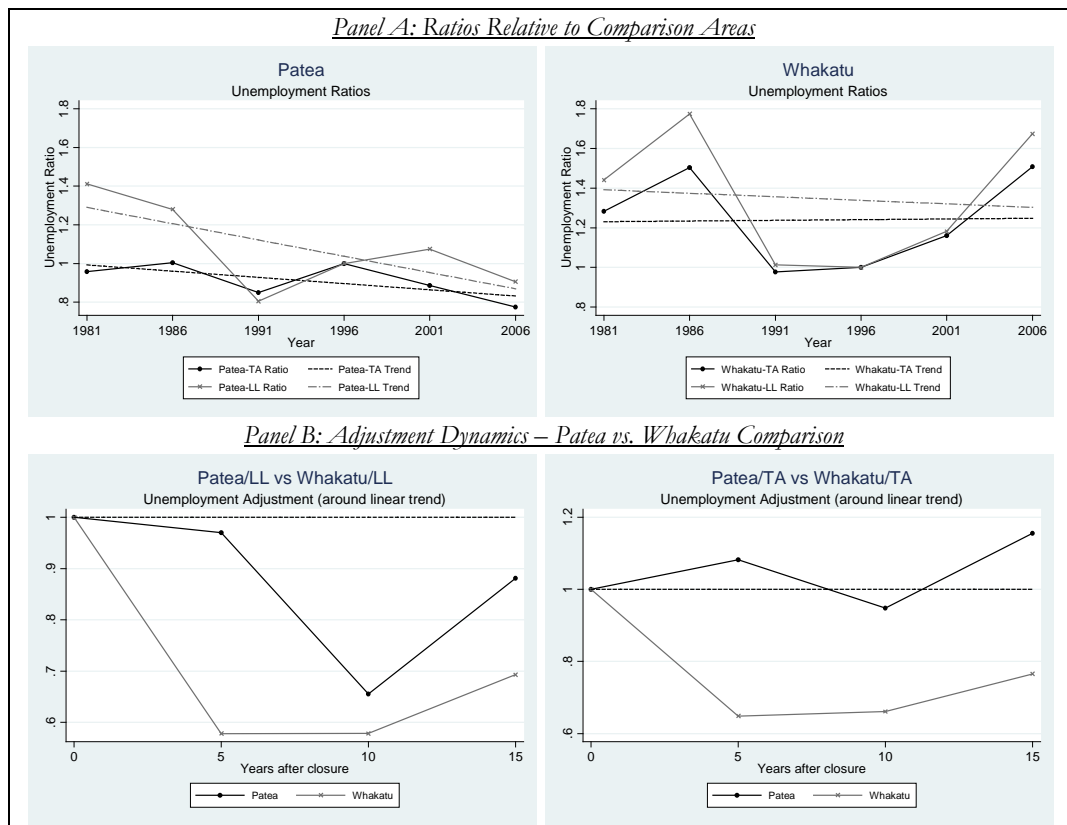 Panel A: Ratios Relative to Comparison Areas
Patea
Unemployment Ratios
Unemployment Ratio
1.8
1.6
1.4
1.2
1
.8
1981 1986 1991 1996 2001 2006
Year
Patea-TA Ratio Patea-TA Trend
Patea-LL Ratio Patea-LL Trend
Whakatu
Unemployment Ratios
Unemployment Ratio
1.8
1.6
1.4
1.2
1
.8
1981 1986 1991 1996 2001 2006
Year
Whakatu-TA Ratio Whakatu-TA Trend
Whakatu-LL Ratio Whakatu-LL Trend
Panel B: Adjustment Dynamics – Patea vs. Whakatu Comparison
Patea/LL vs Whakatu/LL
Unemployment Adjustment (around linear trend)
1
.9
.8
.7
.6
0 5 10 15
Years after closure
Patea Whakatu
Patea/TA vs Whakatu/TA
Unemployment Adjustment (around linear trend)
1.2
1
.8
.6
0 5 10 15
Years after closure
Patea Whakatu